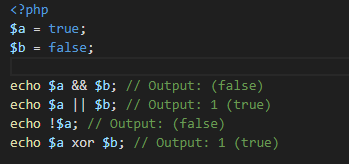 <?php
$a = true;
$b = false;
echo $a && $b; // Output: (false)
echo $a || $b; // Output: 1 (true)
echo !$a; // Output: (false)
echo $a xor $b; // Output: 1 (true)